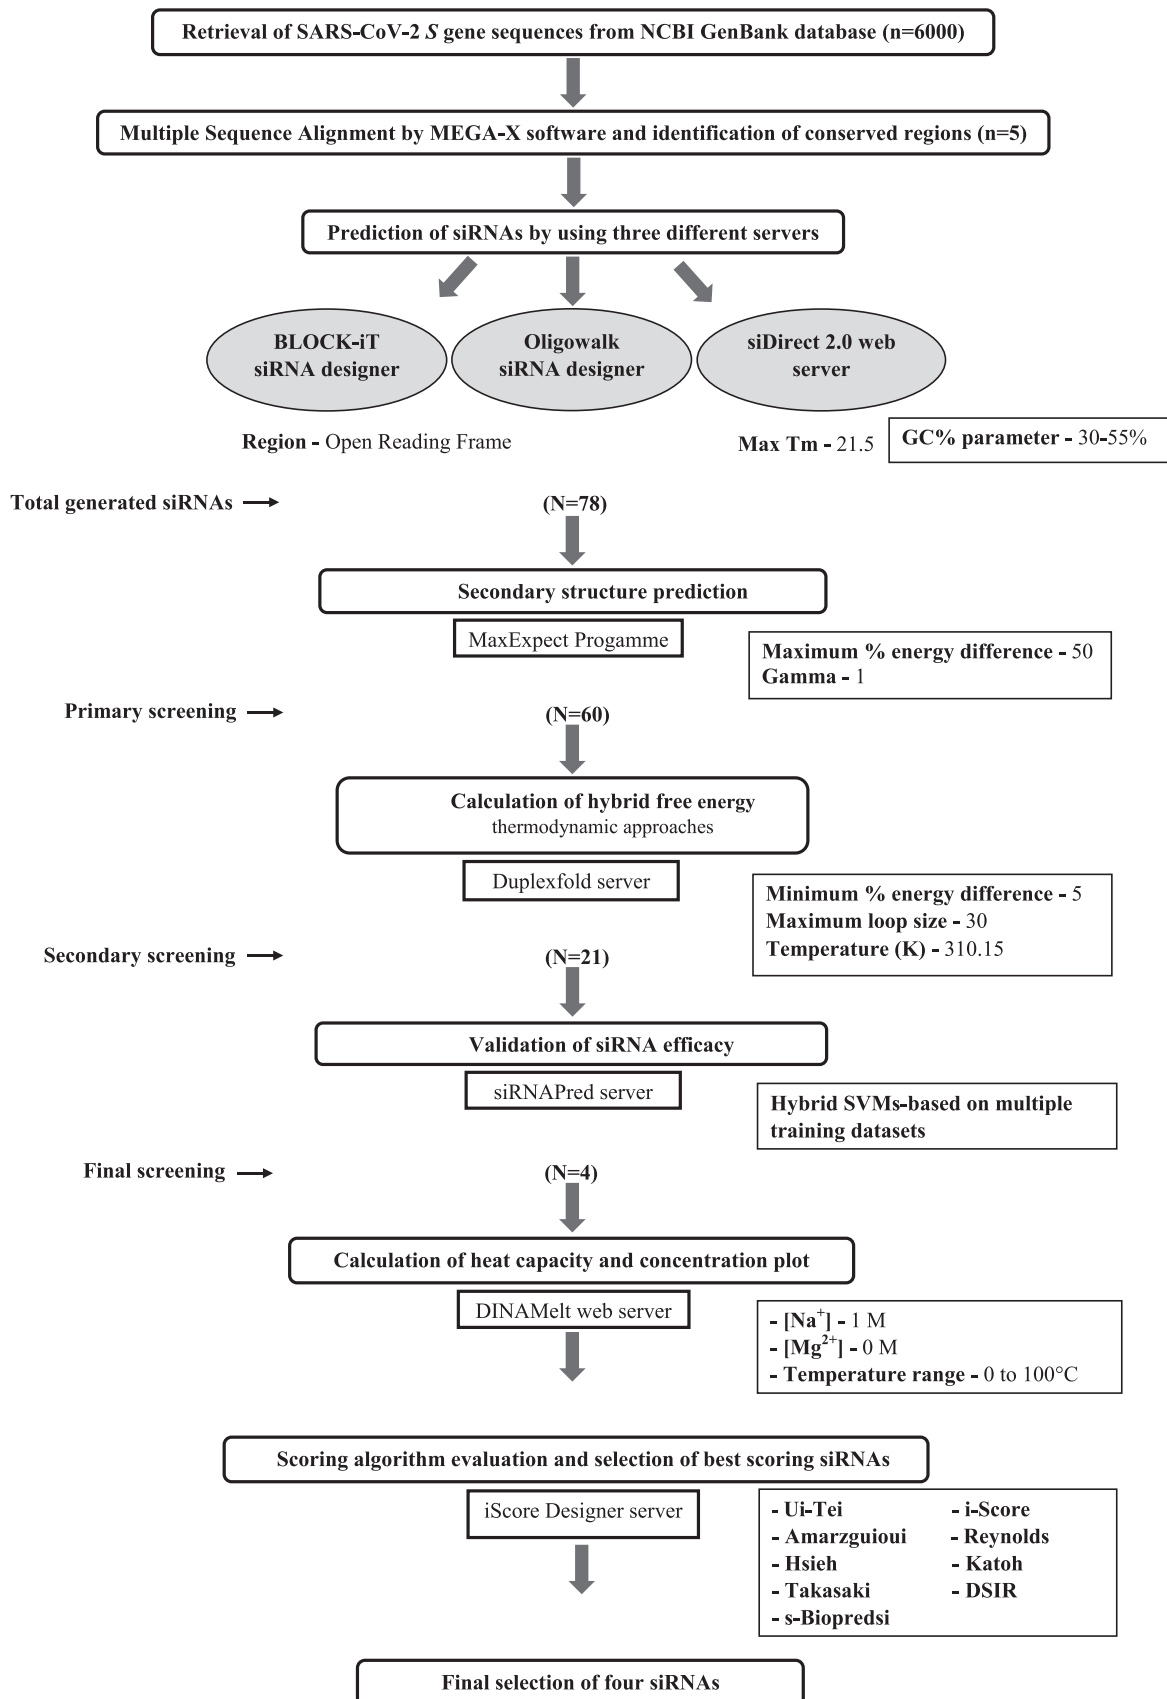 Retrieval of SARS-CoV-2 S gene sequences from NCBI GenBank database (n=6000)
Multiple Sequence Alignment by MEGA-X software and identification of conserved regions (n=5)
Prediction of siRNAs by using three different servers
BLOCK-iT
siRNA designer
Oligowalk
siRNA designer
siDirect 2.0 web
server
Region - Open Reading Frame
Max Tm - 21.5
GC% parameter - 30-55%
Total generated siRNAs
(N=78)
Secondary structure prediction
MaxExpect Progamme
Maximum % energy difference - 50
Gamma - 1
Primary screening
(N=60)
Calculation of hybrid free energy
thermodynamic approaches
Duplexfold server
Minimum % energy difference - 5
Maximum loop size - 30
Temperature (K) - 310.15
Secondary screening
(N=21)
Validation of siRNA efficacy
siRNAPred server
Hybrid SVMs-based on multiple
training datasets
Final screening
(N=4)
Calculation of heat capacity and concentration plot
DINAMelt web server
- [Na⁺] - 1 M
- [Mg²⁺] - 0 M
- Temperature range - 0 to 100°C
Scoring algorithm evaluation and selection of best scoring siRNAs
iScore Designer server
- Ui-Tei - i-Score
- Amarzguioui - Reynolds
- Hsieh - Katoh
- Takasaki - DSIR
- s-Biopredsi
Final selection of four siRNAs